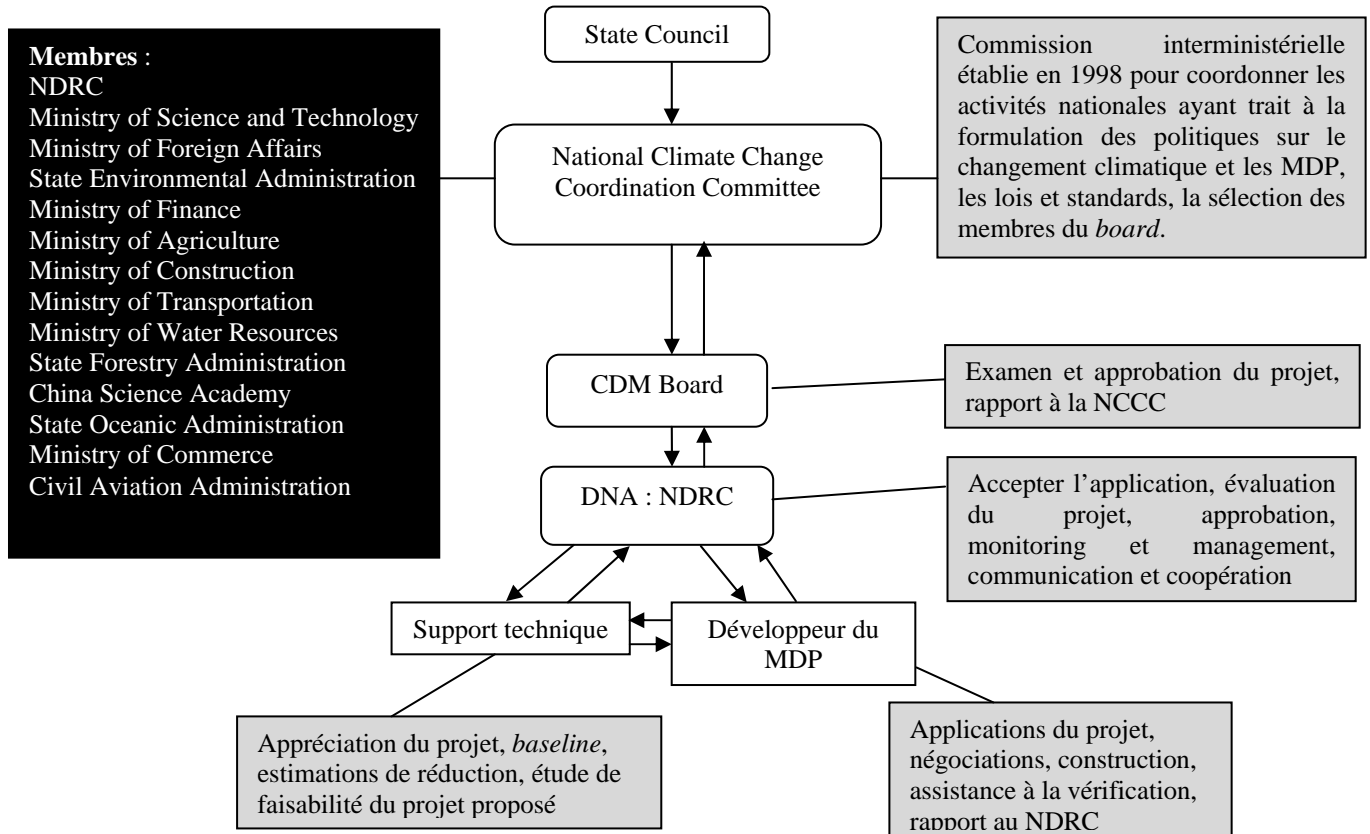 State Council
Membres :
NDRC
Ministry of Science and Technology
Ministry of Foreign Affairs
State Environmental Administration
Ministry of Finance
Ministry of Agriculture
Ministry of Construction
Ministry of Transportation
Ministry of Water Resources
State Forestry Administration
China Science Academy
State Oceanic Administration
Ministry of Commerce
Civil Aviation Administration
National Climate Change
Coordination Committee
Commission interministérielle
établie en 1998 pour coordonner les
activités nationales ayant trait à la
formulation des politiques sur le
changement climatique et les MDP,
les lois et standards, la sélection des
membres du board.
CDM Board
Examen et approbation du projet,
rapport à la NCCC
DNA : NDRC
Accepter l’application, évaluation
du projet, approbation,
monitoring et management,
communication et coopération
Support technique
Développeur du
MDP
Appréciation du projet, baseline,
estimations de réduction, étude de
faisabilité du projet proposé
Applications du projet,
négociations, construction,
assistance à la vérification,
rapport au NDRC